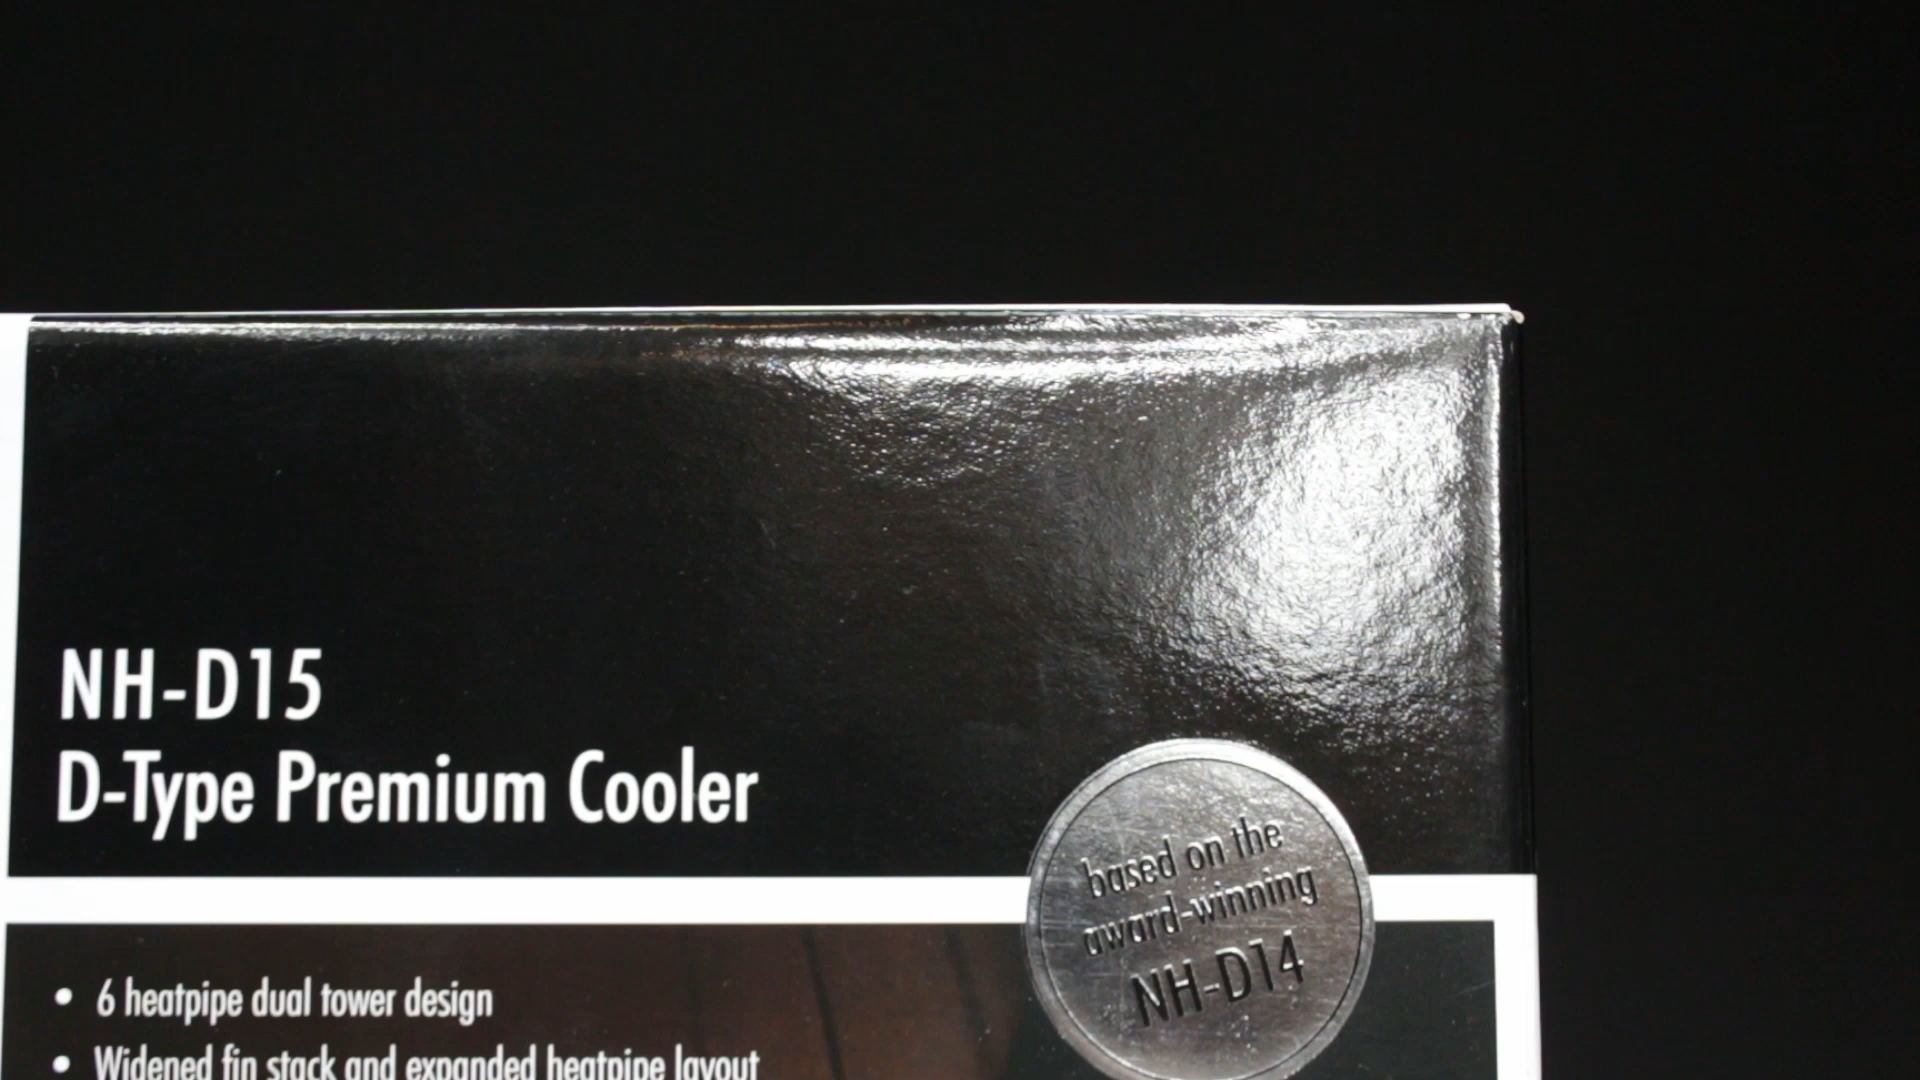 NH-D15
D-Type Premium Cooler
based on the
award-winning
NH-D14
• 6 heatpipe dual tower design
• Widened fin stack and expanded heatpipe layout